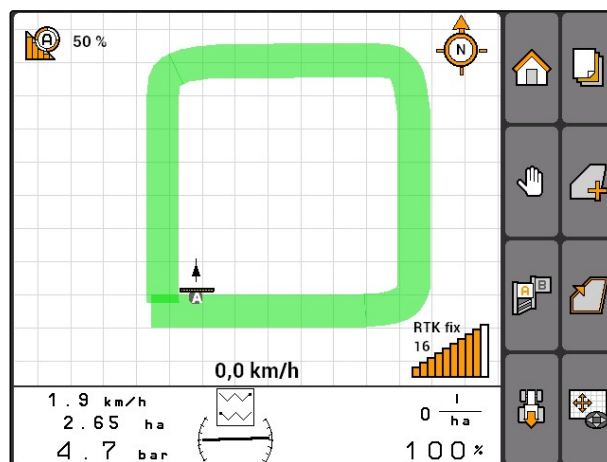 A 50 %
N
A
RTK fix
16
0,0 km/h
1.9 km/h
2.65 ha
4.7 bar
0 l
ha
100%
A B